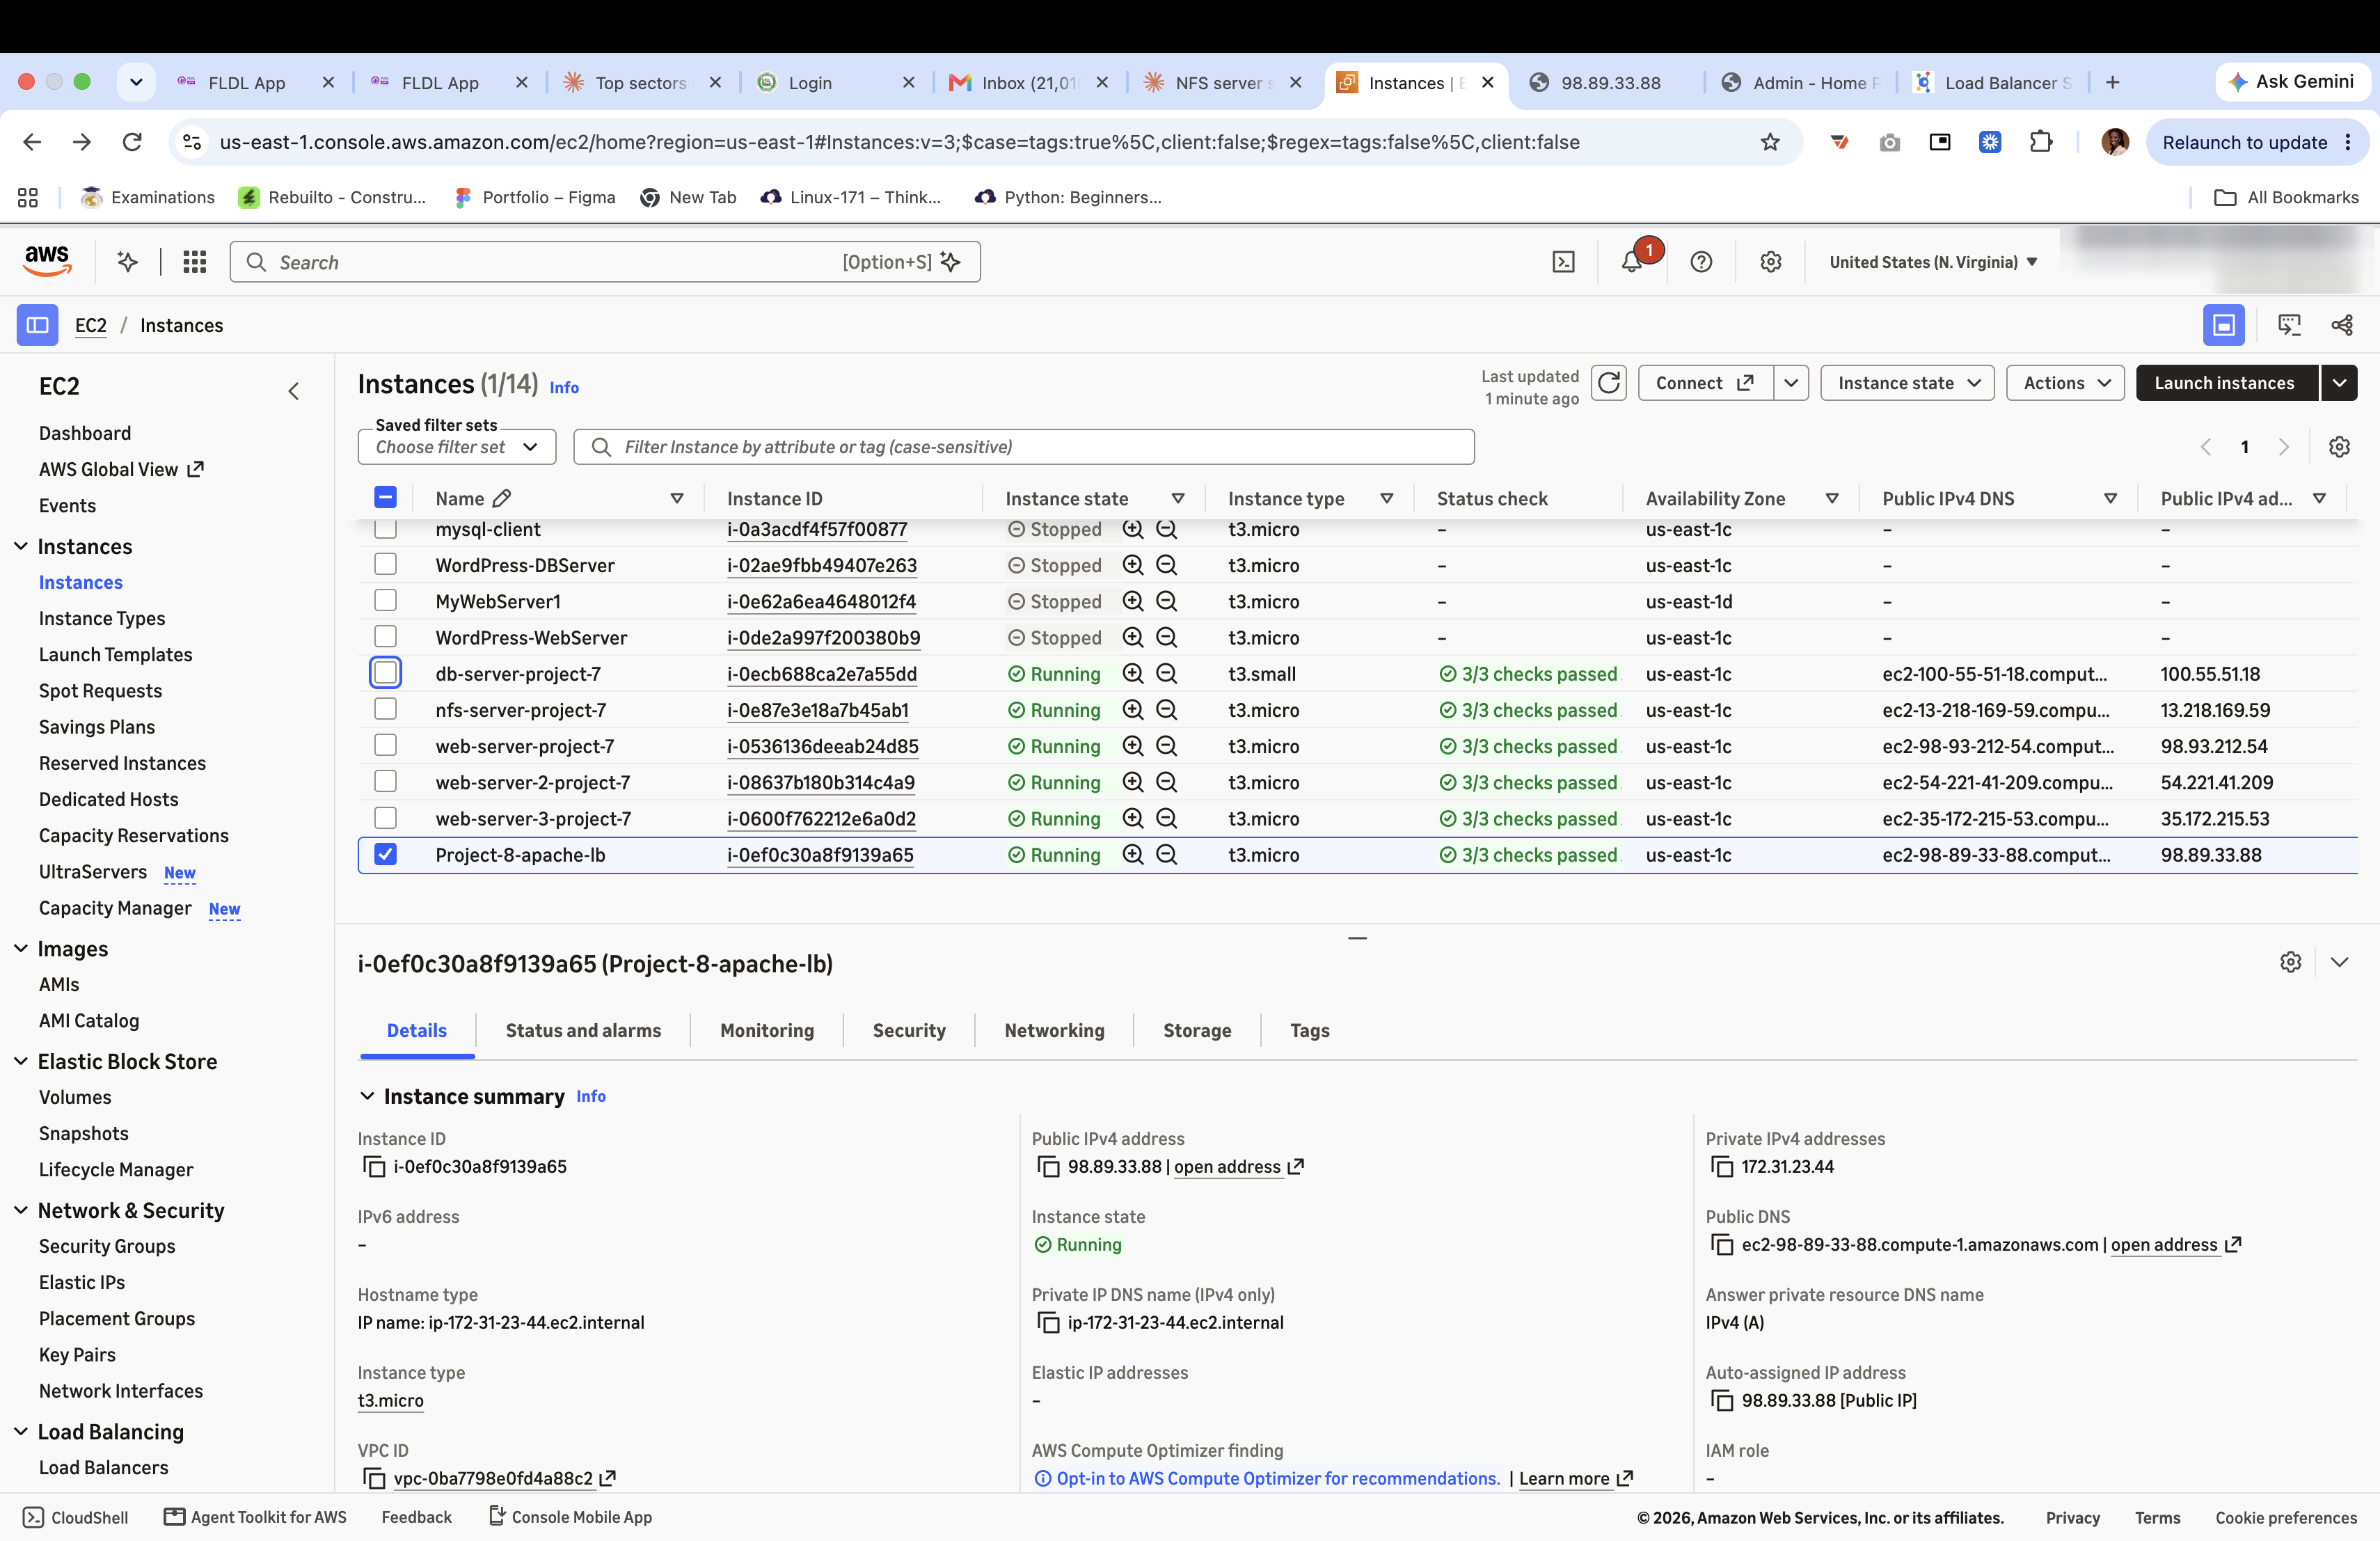 FLDL App
FLDL App
Top sectors
Login
Inbox (21,01
NFS server s
Instances | E
98.89.33.88
Admin - Home P
Load Balancer S
Ask Gemini
us-east-1.console.aws.amazon.com/ec2/home?region=us-east-1#Instances:v=3;$case=tags:true%5C,client:false;$regex=tags:false%5C,client:false
Relaunch to update
Examinations
Rebuilto - Constru...
Portfolio – Figma
New Tab
Linux-171 – Think...
Python: Beginners...
All Bookmarks
aws
Search
[Option+S]
1
United States (N. Virginia)
EC2 / Instances
EC2
Dashboard
AWS Global View
Events
Instances
Instances
Instance Types
Launch Templates
Spot Requests
Savings Plans
Reserved Instances
Dedicated Hosts
Capacity Reservations
UltraServers New
Capacity Manager New
Images
AMIs
AMI Catalog
Elastic Block Store
Volumes
Snapshots
Lifecycle Manager
Network & Security
Security Groups
Elastic IPs
Placement Groups
Key Pairs
Network Interfaces
Load Balancing
Load Balancers
Instances (1/14) Info
Last updated
1 minute ago
Connect
Instance state
Actions
Launch instances
Saved filter sets
Choose filter set
Filter Instance by attribute or tag (case-sensitive)
1
Name Instance ID Instance state Instance type Status check Availability Zone Public IPv4 DNS Public IPv4 ad...
mysql-client i-0a3acdf4f57f00877 Stopped t3.micro – us-east-1c – –
WordPress-DBServer i-02ae9fbb49407e263 Stopped t3.micro – us-east-1c – –
MyWebServer1 i-0e62a6ea4648012f4 Stopped t3.micro – us-east-1d – –
WordPress-WebServer i-0de2a997f200380b9 Stopped t3.micro – us-east-1c – –
db-server-project-7 i-0ecb688ca2e7a55dd Running t3.small 3/3 checks passed us-east-1c ec2-100-55-51-18.comput... 100.55.51.18
nfs-server-project-7 i-0e87e3e18a7b45ab1 Running t3.micro 3/3 checks passed us-east-1c ec2-13-218-169-59.compu... 13.218.169.59
web-server-project-7 i-0536136deeab24d85 Running t3.micro 3/3 checks passed us-east-1c ec2-98-93-212-54.comput... 98.93.212.54
web-server-2-project-7 i-08637b180b314c4a9 Running t3.micro 3/3 checks passed us-east-1c ec2-54-221-41-209.compu... 54.221.41.209
web-server-3-project-7 i-0600f762212e6a0d2 Running t3.micro 3/3 checks passed us-east-1c ec2-35-172-215-53.compu... 35.172.215.53
Project-8-apache-lb i-0ef0c30a8f9139a65 Running t3.micro 3/3 checks passed us-east-1c ec2-98-89-33-88.comput... 98.89.33.88
i-0ef0c30a8f9139a65 (Project-8-apache-lb)
Details Status and alarms Monitoring Security Networking Storage Tags
Instance summary Info
Instance ID Public IPv4 address Private IPv4 addresses
i-0ef0c30a8f9139a65 98.89.33.88 | open address 172.31.23.44
IPv6 address Instance state Public DNS
– Running ec2-98-89-33-88.compute-1.amazonaws.com | open address
Hostname type Private IP DNS name (IPv4 only) Answer private resource DNS name
IP name: ip-172-31-23-44.ec2.internal ip-172-31-23-44.ec2.internal IPv4 (A)
Instance type Elastic IP addresses Auto-assigned IP address
t3.micro – 98.89.33.88 [Public IP]
VPC ID AWS Compute Optimizer finding IAM role
vpc-0ba7798e0fd4a88c2 Opt-in to AWS Compute Optimizer for recommendations. | Learn more –
CloudShell Agent Toolkit for AWS Feedback Console Mobile App © 2026, Amazon Web Services, Inc. or its affiliates. Privacy Terms Cookie preferences